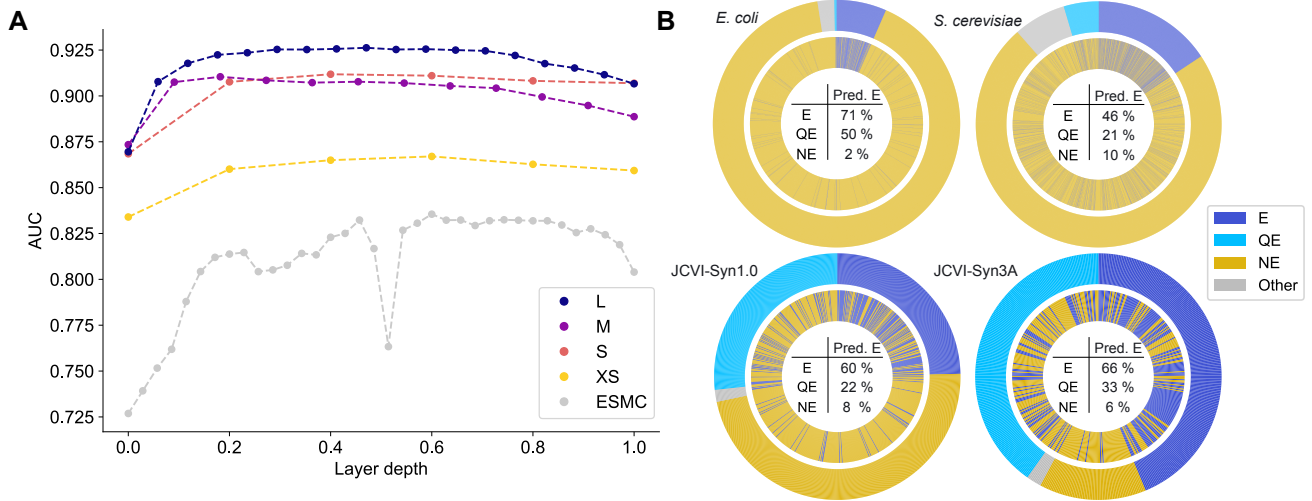 A
AUC
0.925
0.900
0.875
0.850
0.825
0.800
0.775
0.750
0.725
0.0
0.2
0.4
0.6
0.8
1.0
Layer depth
L
M
S
XS
ESMC
B
E. coli
Pred. E
E 71 %
QE 50 %
NE 2 %
S. cerevisiae
Pred. E
E 46 %
QE 21 %
NE 10 %
JCVI-Syn1.0
Pred. E
E 60 %
QE 22 %
NE 8 %
JCVI-Syn3A
Pred. E
E 66 %
QE 33 %
NE 6 %
E
QE
NE
Other